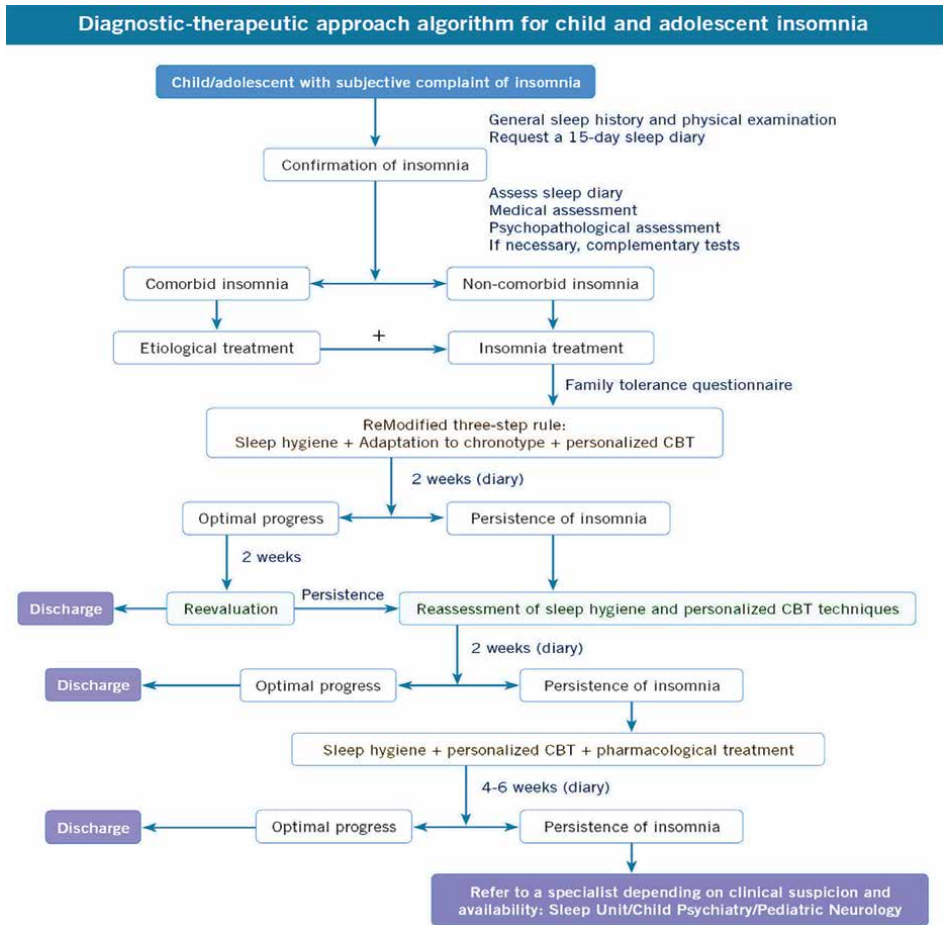 Diagnostic-therapeutic approach algorithm for child and adolescent insomnia
Child/adolescent with subjective complaint of insomnia
General sleep history and physical examination
Request a 15-day sleep diary
Confirmation of insomnia
Assess sleep diary
Medical assessment
Psychopathological assessment
If necessary, complementary tests
Comorbid insomnia
Non-comorbid insomnia
Etiological treatment
+
Insomnia treatment
Family tolerance questionnaire
ReModified three-step rule:
Sleep hygiene + Adaptation to chronotype + personalized CBT
2 weeks (diary)
Optimal progress
Persistence of insomnia
2 weeks
Discharge
Reevaluation
Persistence
Reassessment of sleep hygiene and personalized CBT techniques
2 weeks (diary)
Discharge
Optimal progress
Persistence of insomnia
Sleep hygiene + personalized CBT + pharmacological treatment
4-6 weeks (diary)
Discharge
Optimal progress
Persistence of insomnia
Refer to a specialist depending on clinical suspicion and
availability: Sleep Unit/Child Psychiatry/Pediatric Neurology